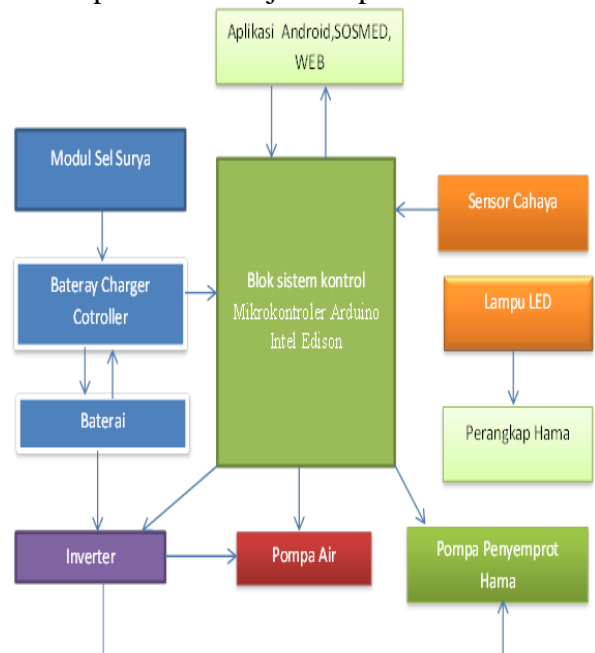 Aplikasi Android,SOSMED,
WEB
Modul Sel Surya
Sensor Cahaya
Bateray Charger
Cotroller
Blok sistem kontrol
Mikrokontroler Arduino
Intel Edison
Lampu LED
Baterai
Perangkap Hama
Inverter
Pompa Air
Pompa Penyemprot
Hama